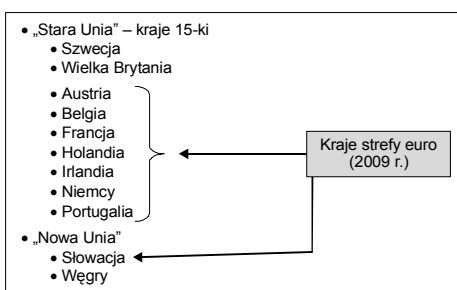 • „Stara Unia” – kraje 15-ki
• Szwecja
• Wielka Brytania
• Austria
• Belgia
• Francja
• Holandia
• Irlandia
• Niemcy
• Portugalia
Kraje strefy euro
(2009 r.)
• „Nowa Unia”
• Słowacja
• Węgry